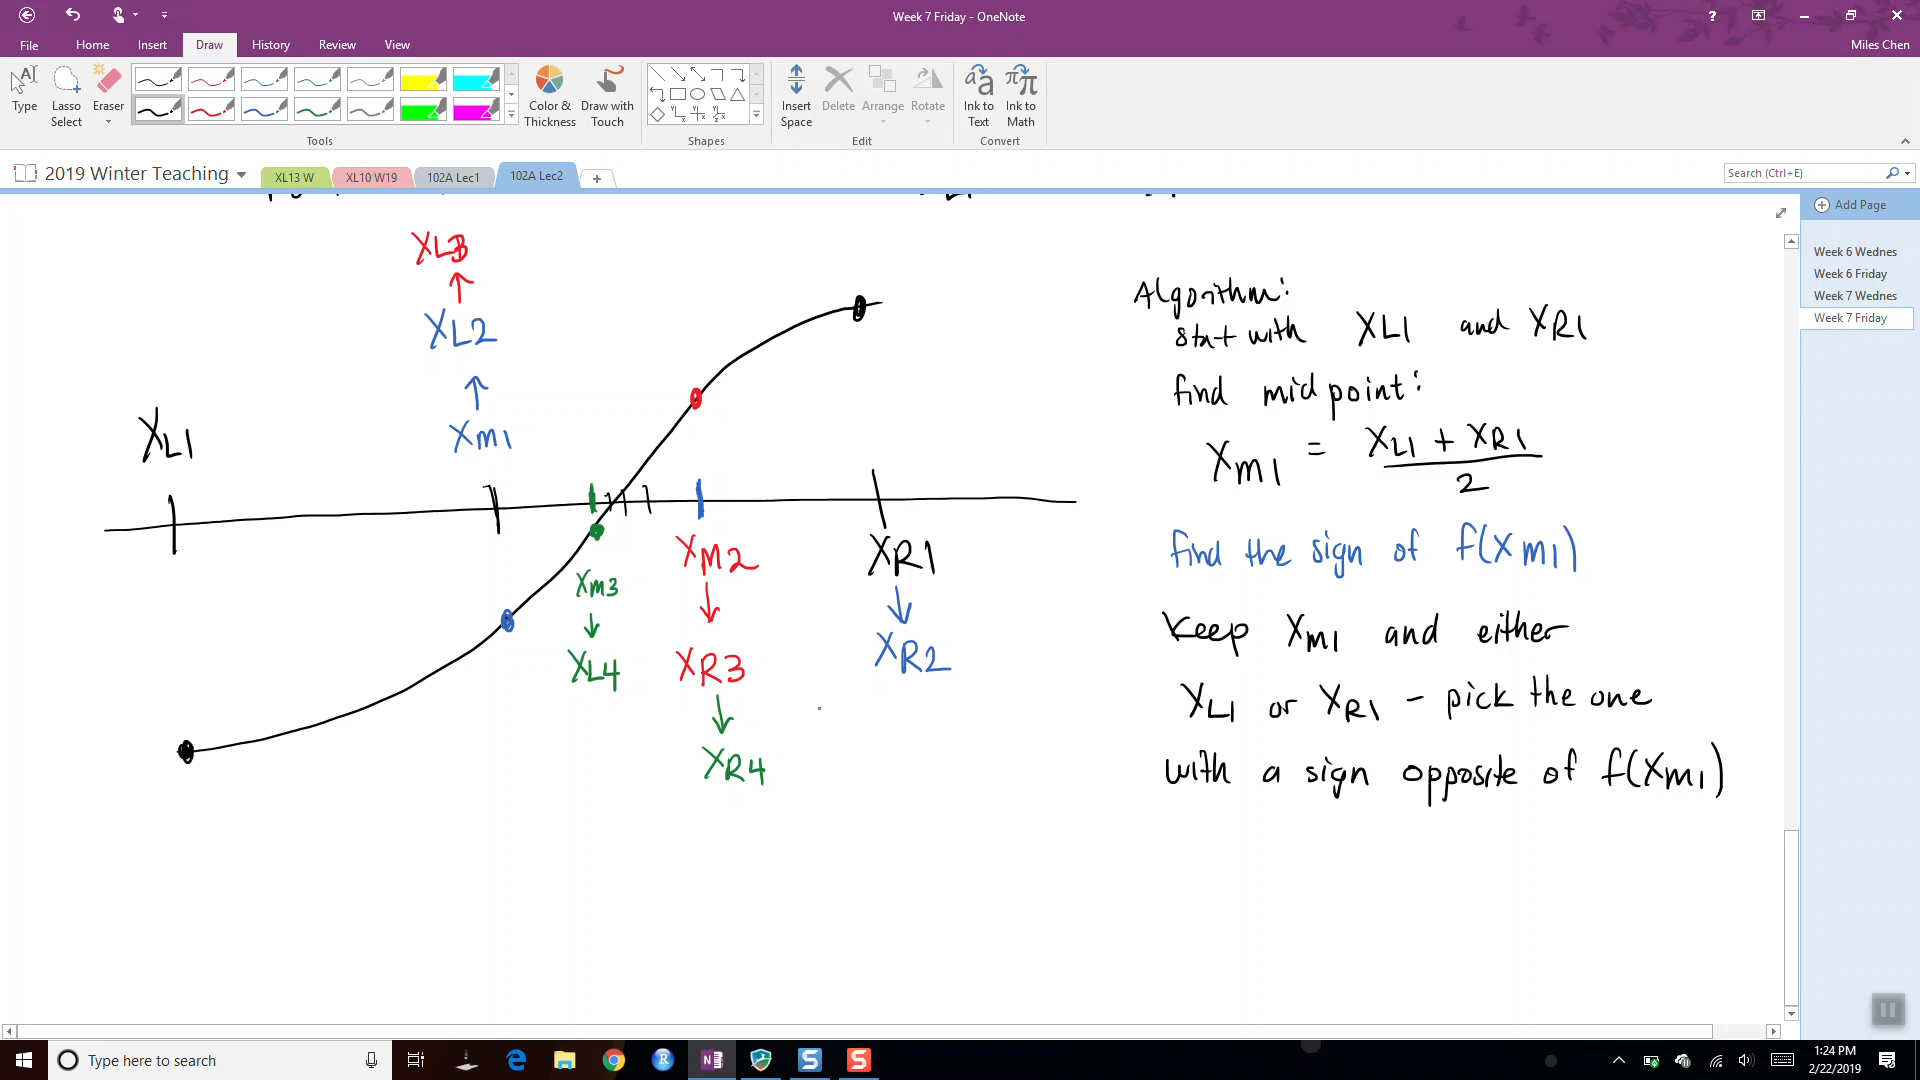 Week 7 Friday - OneNote
?
File
Home
Insert
Draw
History
Review
View
Miles Chen
Type
Lasso Select
Eraser
Color & Thickness
Draw with Touch
Insert Space
Delete
Arrange
Rotate
Ink to Text
Ink to Math
Tools
Shapes
Edit
Convert
2019 Winter Teaching
XL13 W
XL10 W19
102A Lec1
102A Lec2
Search (Ctrl+E)
Add Page
Week 6 Wednes
Week 6 Friday
Week 7 Wednes
Week 7 Friday
XL3
↑
XL2
↑
Xm1
XL1
Xm3
↓
XL4
XM2
↓
XR3
↓
XR4
XR1
↓
XR2
Algorithm:
start with XL1 and XR1
find midpoint:
Xm1 = XL1 + XR1 / 2
find the sign of f(Xm1)
Keep Xm1 and either
XL1 or XR1 - pick the one
with a sign opposite of f(Xm1)
Type here to search
1:24 PM
2/22/2019